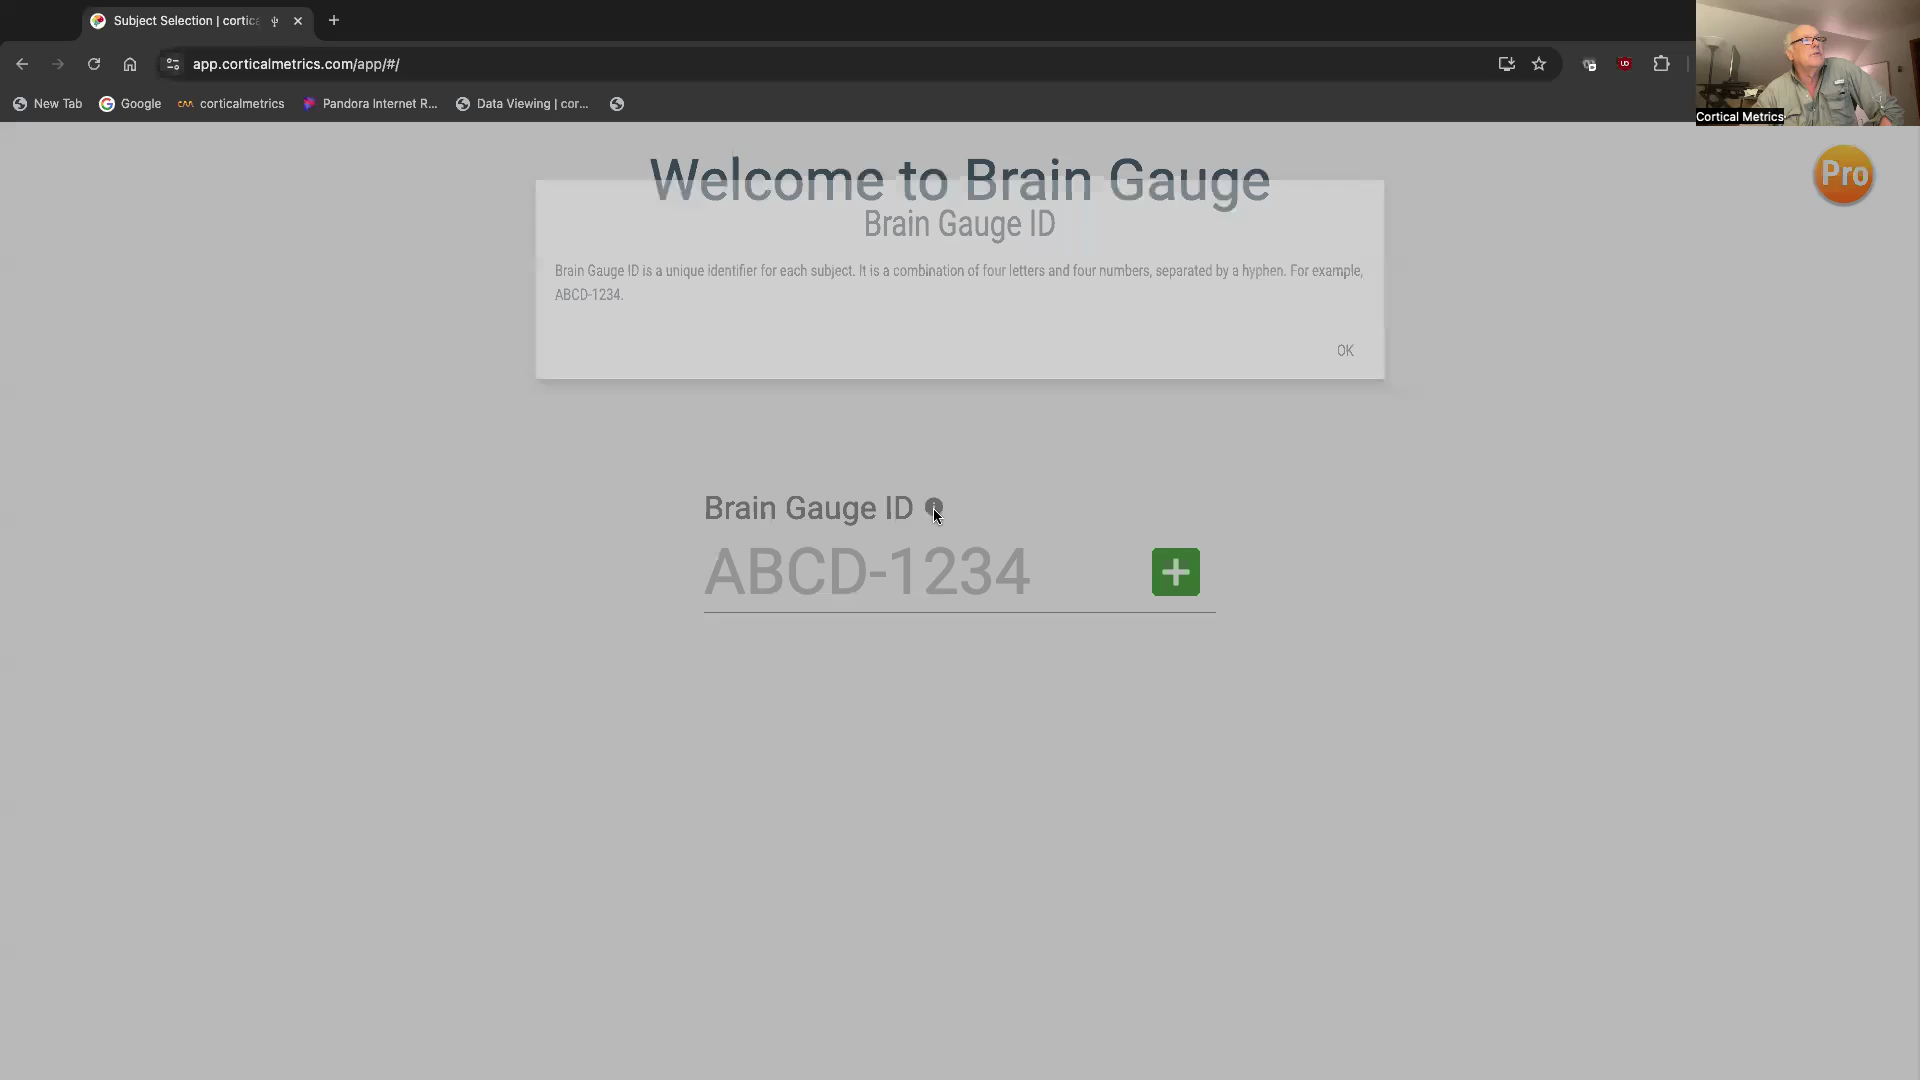 Subject Selection | cortic
app.corticalmetrics.com/app/#/
New Tab
Google
corticalmetrics
Pandora Internet R...
Data Viewing | cor...
Cortical Metrics
Pro
Welcome to Brain Gauge
Brain Gauge ID
Brain Gauge ID is a unique identifier for each subject. It is a combination of four letters and four numbers, separated by a hyphen. For example,
ABCD-1234.
OK
Brain Gauge ID
ABCD-1234